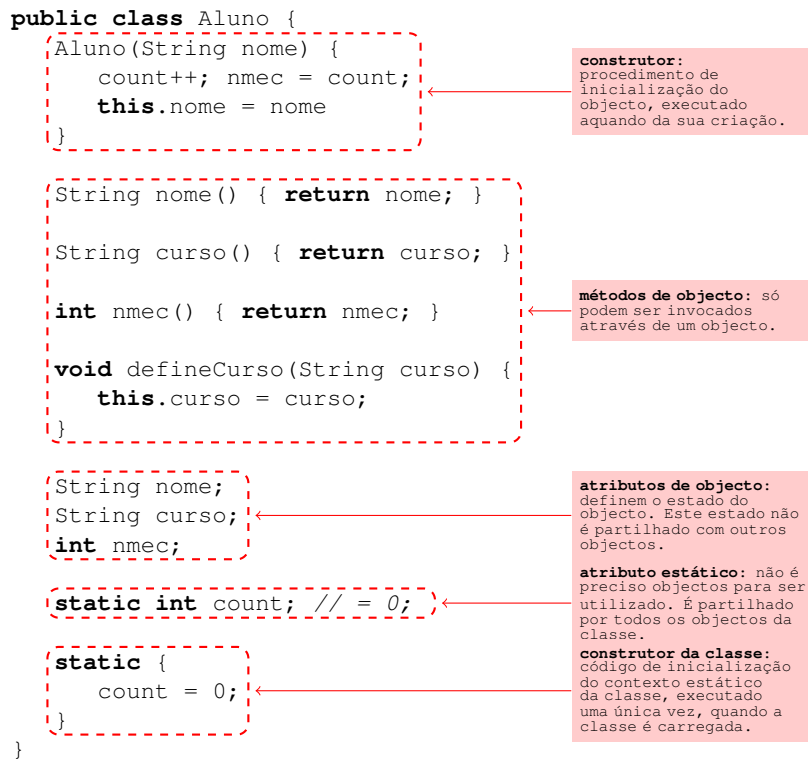 public class Aluno {
Aluno(String nome) {
count++; nmec = count;
this.nome = nome
}
construtor:
procedimento de
inicialização do
objecto, executado
aquando da sua criação.
String nome() { return nome; }
String curso() { return curso; }
int nmec() { return nmec; }
void defineCurso(String curso) {
this.curso = curso;
}
métodos de objecto: só
podem ser invocados
através de um objecto.
String nome;
String curso;
int nmec;
atributos de objecto:
definem o estado do
objecto. Este estado não
é partilhado com outros
objectos.
static int count; // = 0;
atributo estático: não é
preciso objectos para ser
utilizado. É partilhado
por todos os objectos da
classe.
static {
count = 0;
}
construtor da classe:
código de inicialização
do contexto estático
da classe, executado
uma única vez, quando a
classe é carregada.
}